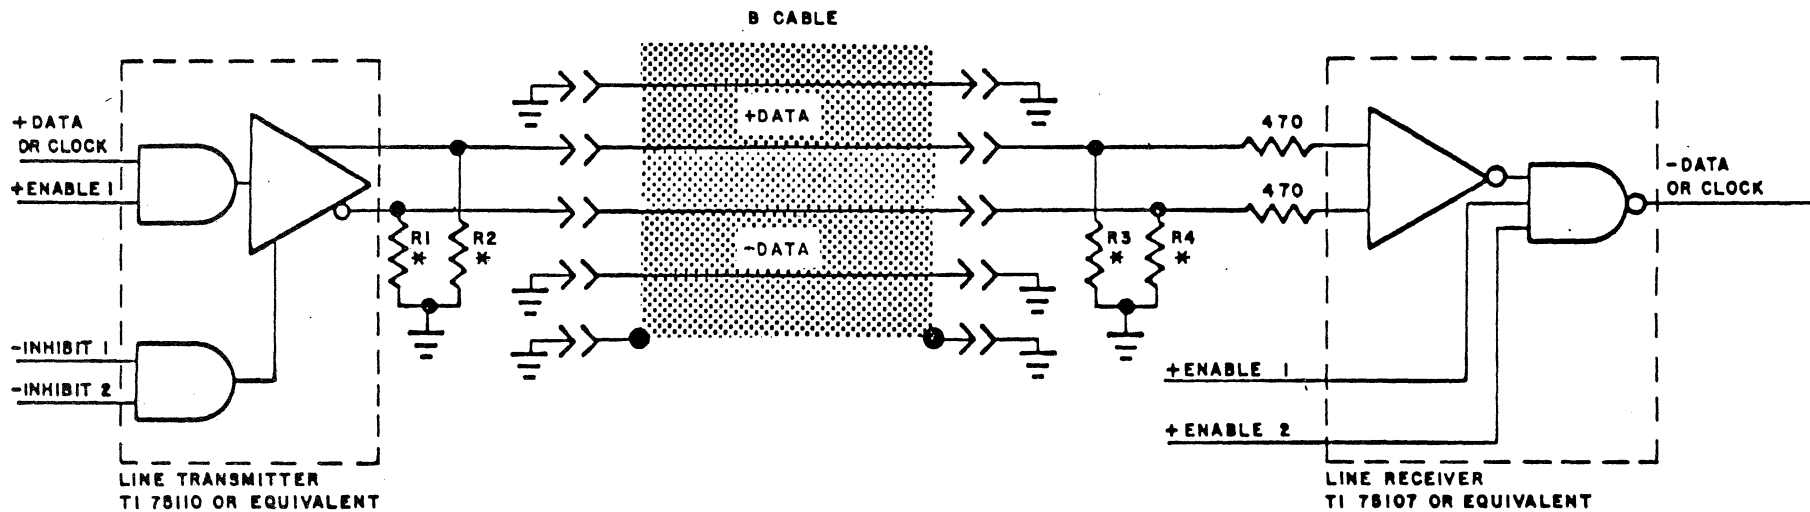 B CABLE
+DATA
OR CLOCK
+ENABLE 1
-INHIBIT 1
-INHIBIT 2
LINE TRANSMITTER
TI 75110 OR EQUIVALENT
R1
*
R2
*
+DATA
-DATA
R3
*
R4
*
470
470
+ENABLE 1
+ENABLE 2
-DATA
OR CLOCK
LINE RECEIVER
TI 75107 OR EQUIVALENT